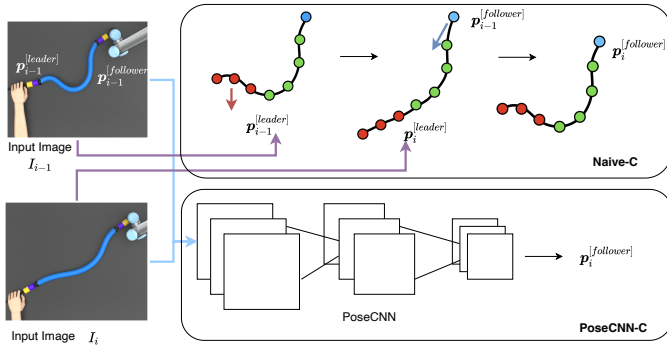 p_{i-1}^{[leader]}
p_{i-1}^{[follower]}
Input Image
I_{i-1}
p_{i-1}^{[leader]}
p_{i-1}^{[follower]}
p_i^{[leader]}
p_i^{[follower]}
Naive-C
Input Image I_i
PoseCNN
p_i^{[follower]}
PoseCNN-C